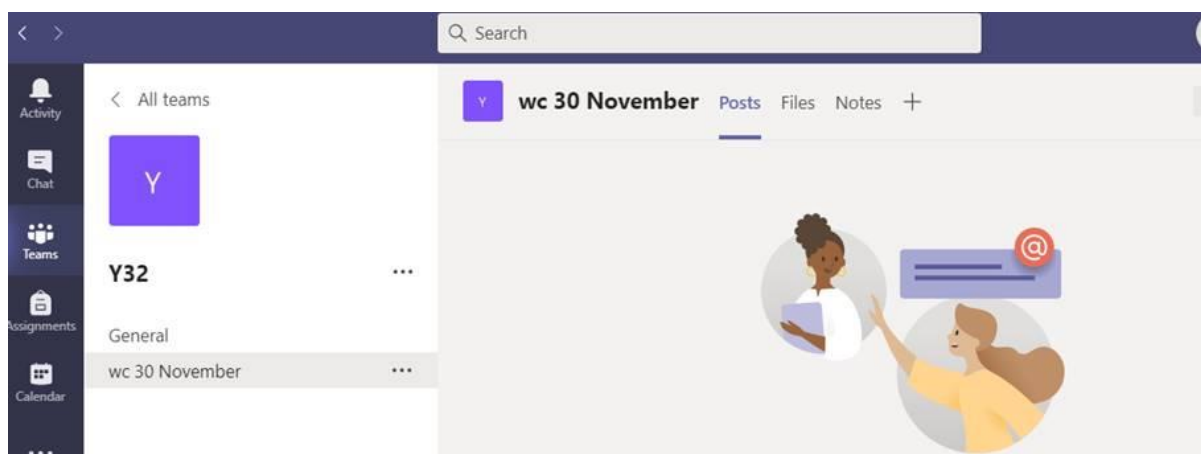 Search
Activity
Chat
Teams
Assignments
Calendar
All teams
Y
Y32
General
wc 30 November
Y
wc 30 November Posts Files Notes
@